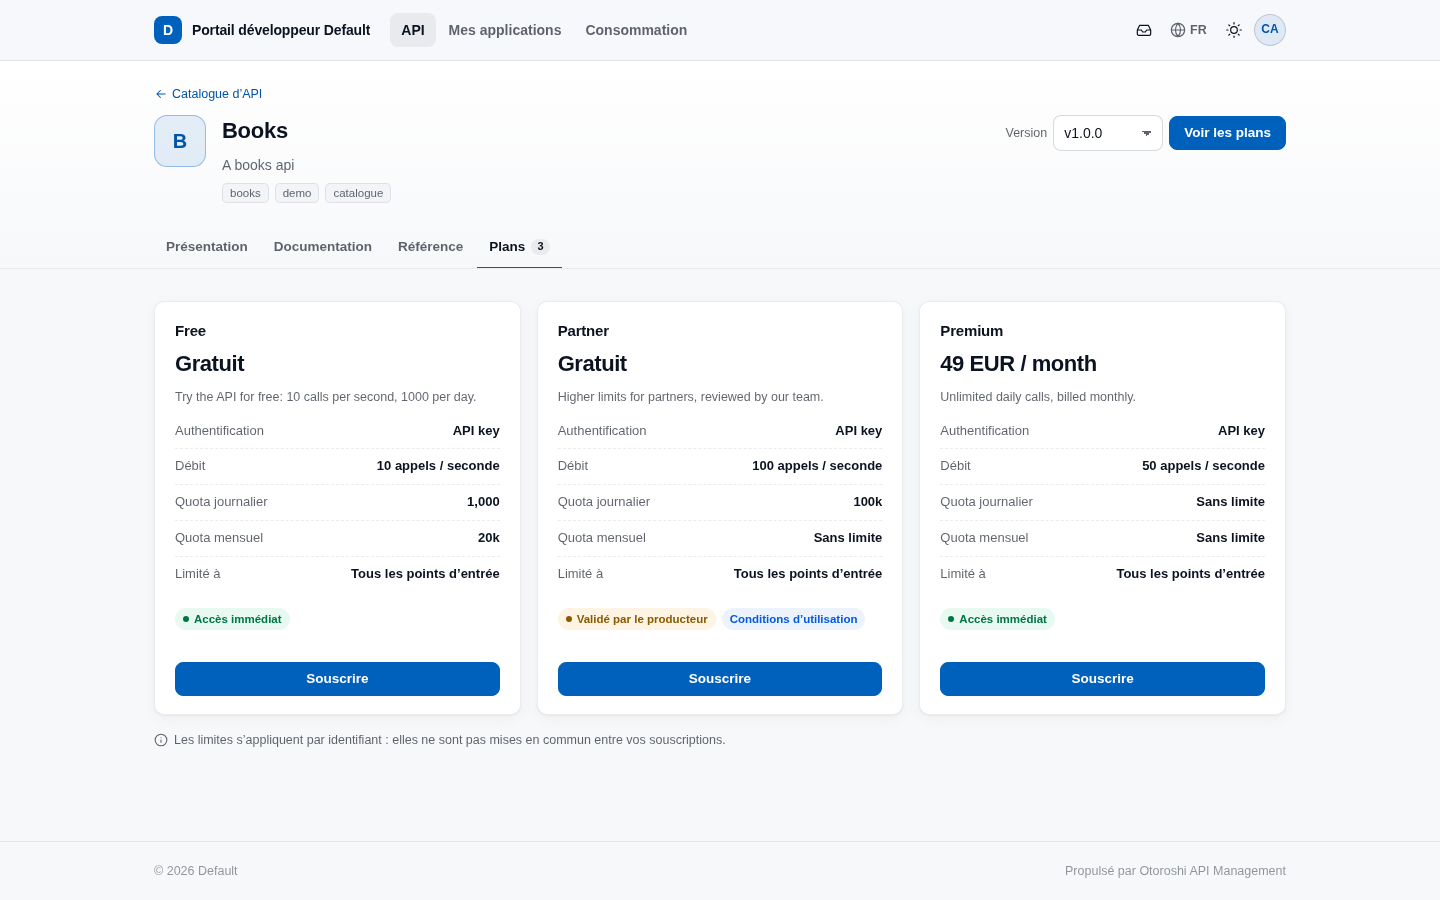 D Portail développeur Default API Mes applications Consommation FR CA
Catalogue d’API
B Books
Version v1.0.0 Voir les plans
A books api
books demo catalogue
Présentation Documentation Référence Plans 3
Free
Gratuit
Try the API for free: 10 calls per second, 1000 per day.
Authentification API key
Débit 10 appels / seconde
Quota journalier 1,000
Quota mensuel 20k
Limité à Tous les points d’entrée
Accès immédiat
Souscrire
Partner
Gratuit
Higher limits for partners, reviewed by our team.
Authentification API key
Débit 100 appels / seconde
Quota journalier 100k
Quota mensuel Sans limite
Limité à Tous les points d’entrée
Validé par le producteur Conditions d’utilisation
Souscrire
Premium
49 EUR / month
Unlimited daily calls, billed monthly.
Authentification API key
Débit 50 appels / seconde
Quota journalier Sans limite
Quota mensuel Sans limite
Limité à Tous les points d’entrée
Accès immédiat
Souscrire
Les limites s’appliquent par identifiant : elles ne sont pas mises en commun entre vos souscriptions.
© 2026 Default Propulsé par Otoroshi API Management